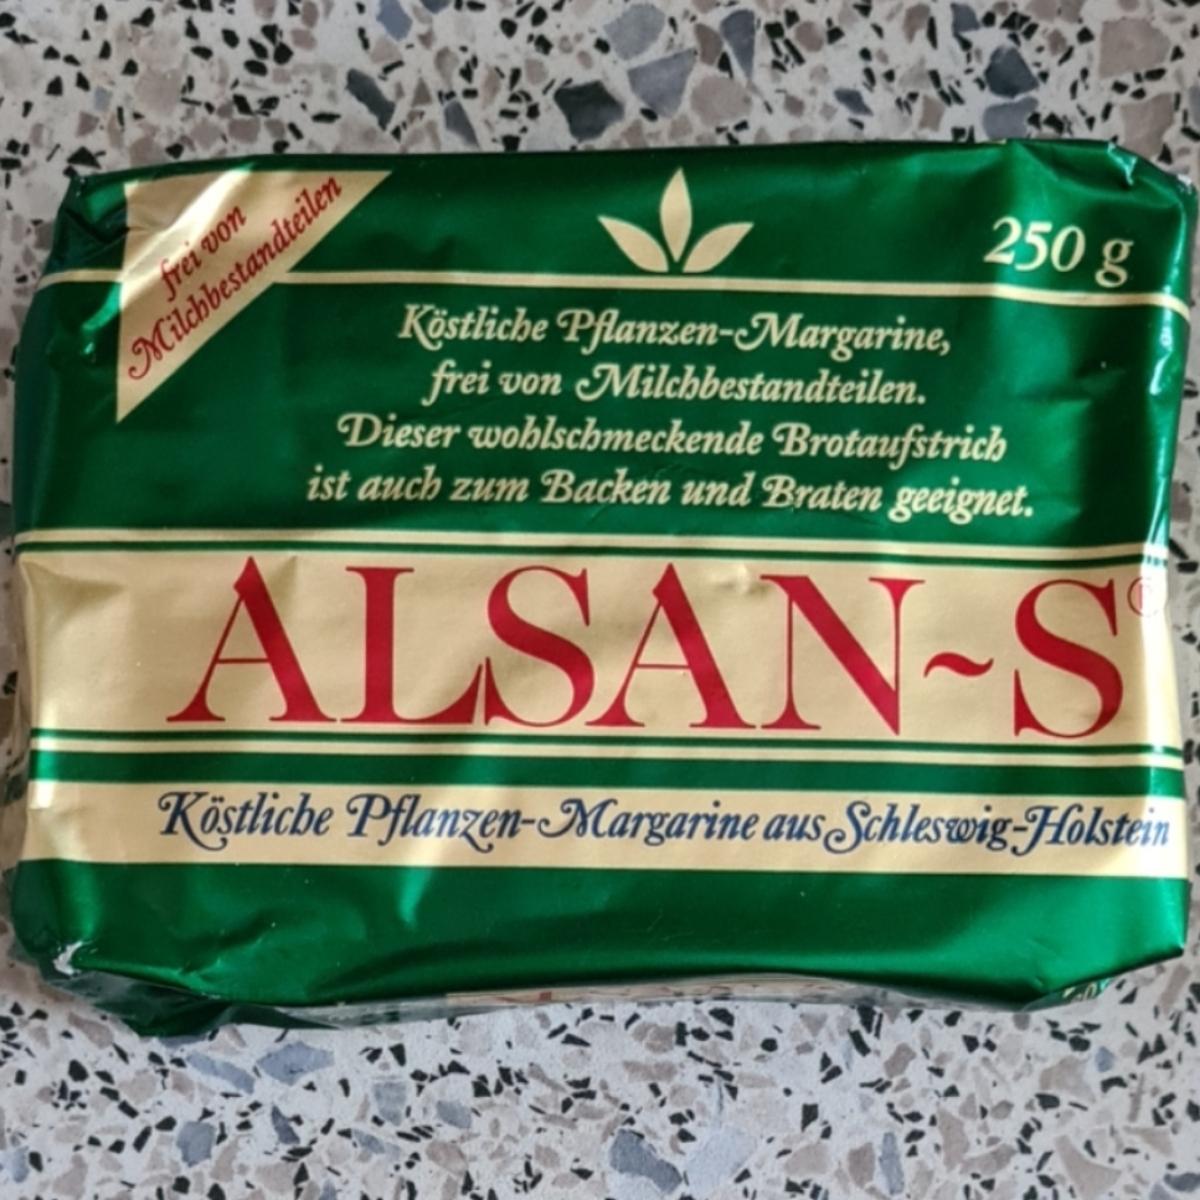 frei von
Milchbestandteilen
250 g
Köstliche Pflanzen-Margarine,
frei von Milchbestandteilen.
Dieser wohlschmeckende Brotaufstrich
ist auch zum Backen und Braten geeignet.
ALSAN~S®
Köstliche Pflanzen-Margarine aus Schleswig-Holstein